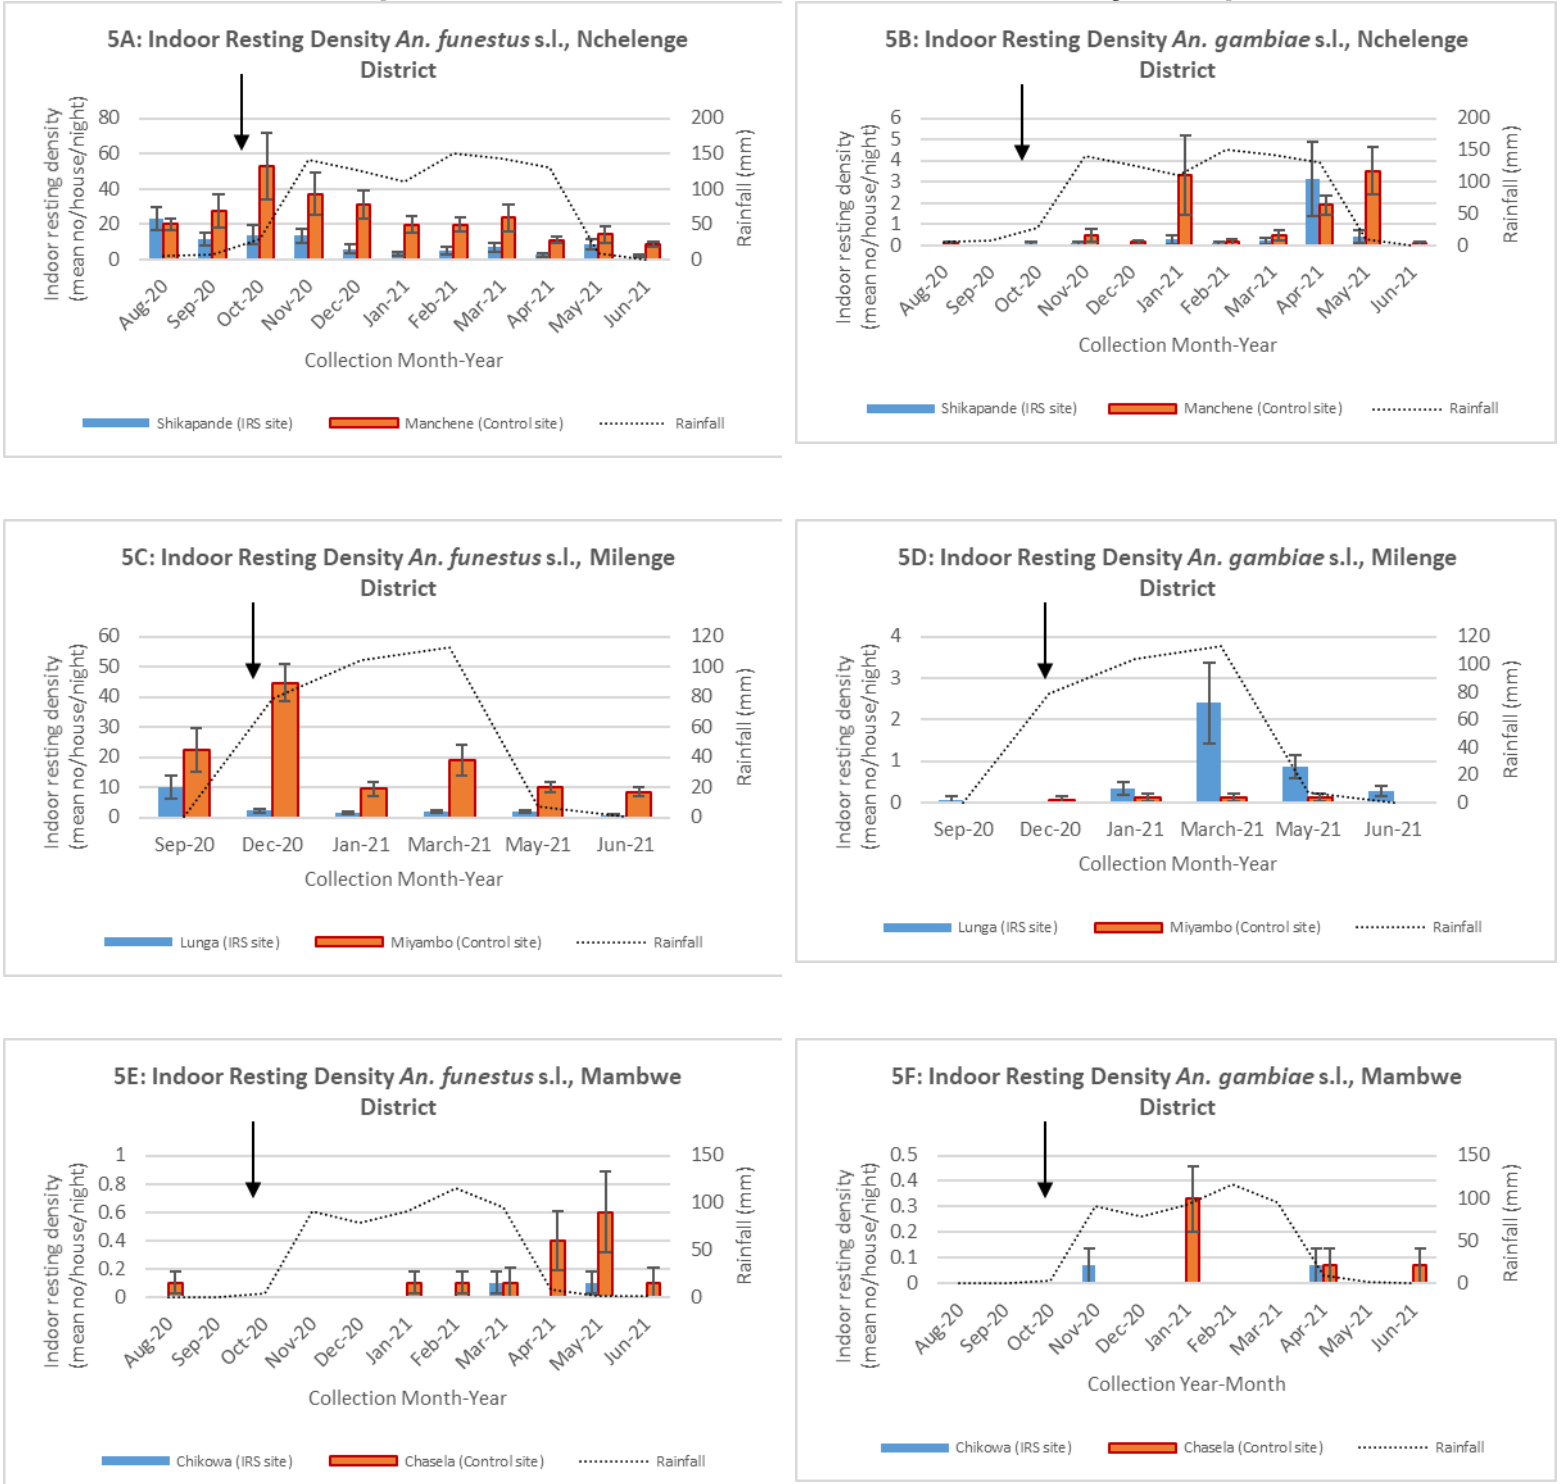 5A: Indoor Resting Density An. funestus s.l., Nchelenge
District
Indoor resting density
(mean no/house/night)
80
60
40
20
0
200
150
100
50
0
Rainfall (mm)
Aug-20
Sep-20
Oct-20
Nov-20
Dec-20
Jan-21
Feb-21
Mar-21
Apr-21
May-21
Jun-21
Collection Month-Year
Shikapande (IRS site)
Manchene (Control site)
Rainfall
5B: Indoor Resting Density An. gambiae s.l., Nchelenge
District
Indoor resting density
(mean no/house/night)
6
5
4
3
2
1
0
200
150
100
50
0
Rainfall (mm)
Aug-20
Sep-20
Oct-20
Nov-20
Dec-20
Jan-21
Feb-21
Mar-21
Apr-21
May-21
Jun-21
Collection Month-Year
Shikapande (IRS site)
Manchene (Control site)
Rainfall
5C: Indoor Resting Density An. funestus s.l., Milenge
District
Indoor resting density
(mean no/house/night)
60
50
40
30
20
10
0
120
100
80
60
40
20
0
Rainfall (mm)
Sep-20
Dec-20
Jan-21
March-21
May-21
Jun-21
Collection Month-Year
Lunga (IRS site)
Miyambo (Control site)
Rainfall
5D: Indoor Resting Density An. gambiae s.l., Milenge
District
Indoor resting density
(mean no/house/night)
4
3
2
1
0
120
100
80
60
40
20
0
Rainfall (mm)
Sep-20
Dec-20
Jan-21
March-21
May-21
Jun-21
Collection Month-Year
Lunga (IRS site)
Miyambo (Control site)
Rainfall
5E: Indoor Resting Density An. funestus s.l., Mambwe
District
Indoor resting density
(mean no/house/night)
1
0.8
0.6
0.4
0.2
0
150
100
50
0
Rainfall (mm)
Aug-20
Sep-20
Oct-20
Nov-20
Dec-20
Jan-21
Feb-21
Mar-21
Apr-21
May-21
Jun-21
Collection Month-Year
Chikowa (IRS site)
Chasela (Control site)
Rainfall
5F: Indoor Resting Density An. gambiae s.l., Mambwe
District
Indoor resting density
(mean no/house/night)
0.5
0.4
0.3
0.2
0.1
0
150
100
50
0
Rainfall (mm)
Aug-20
Sep-20
Oct-20
Nov-20
Dec-20
Jan-21
Feb-21
Mar-21
Apr-21
May-21
Jun-21
Collection Year-Month
Chikowa (IRS site)
Chasela (Control site)
Rainfall